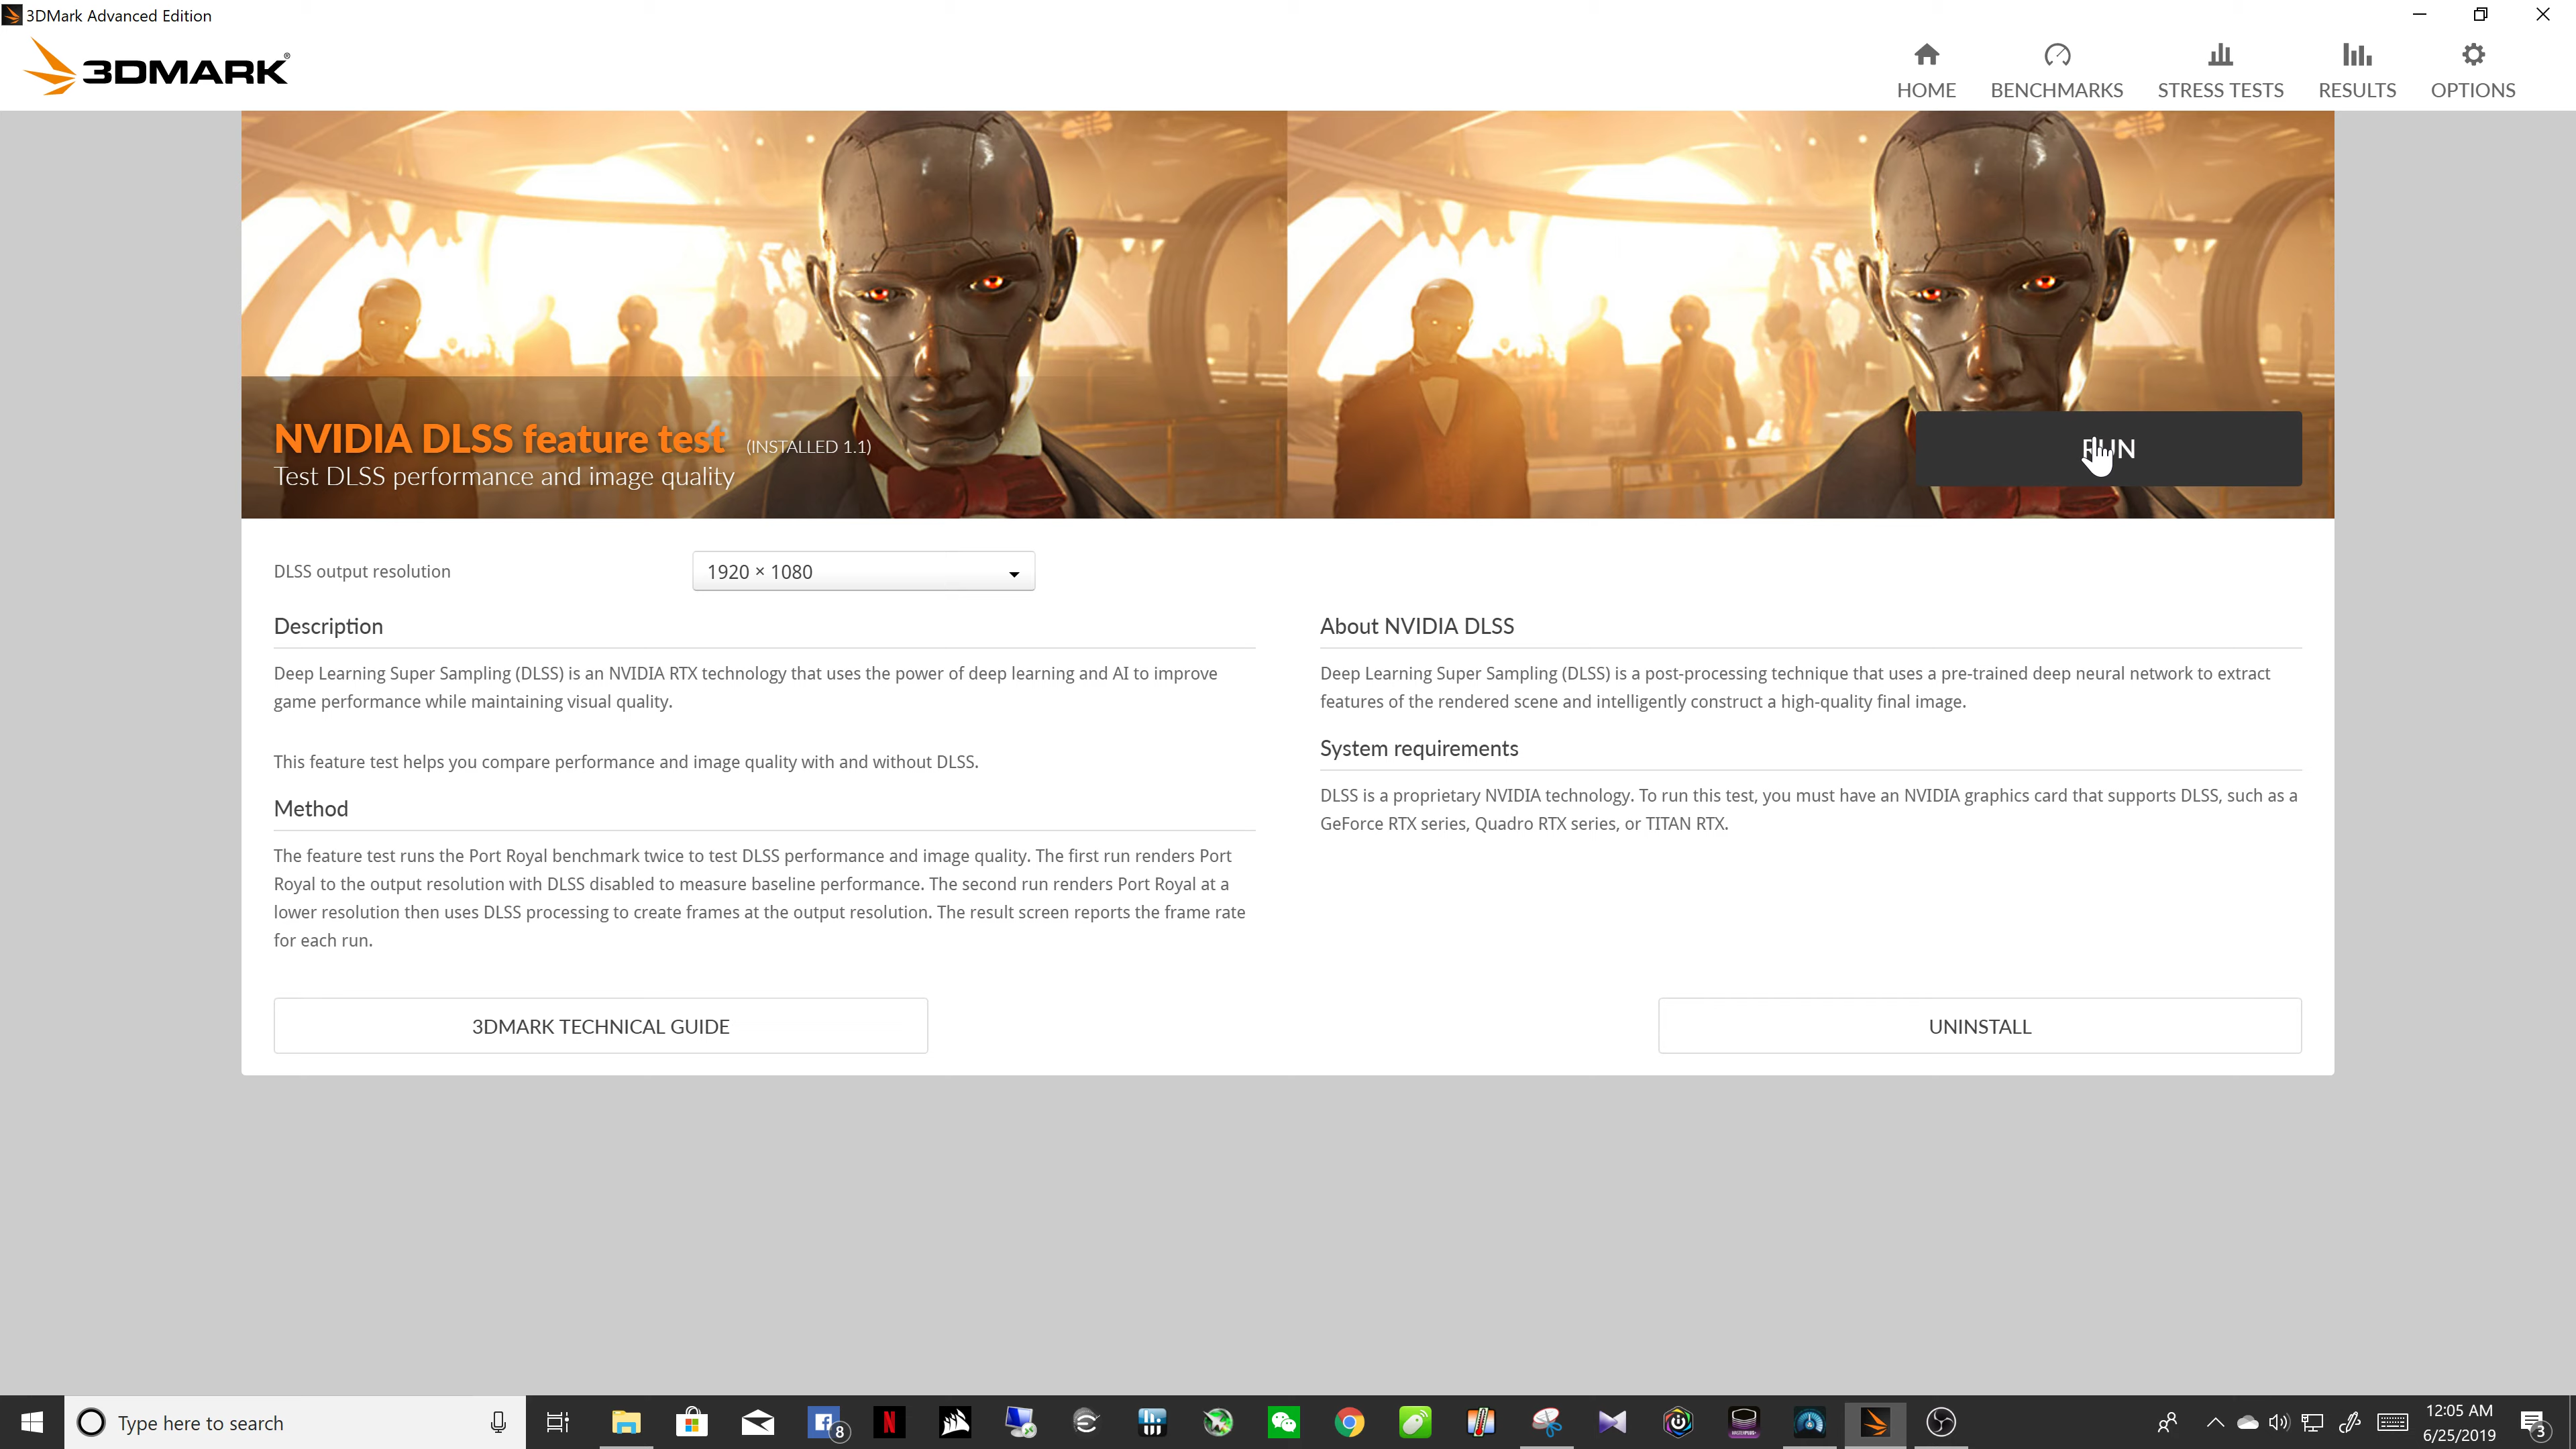 3DMark Advanced Edition
3DMARK®
HOME
BENCHMARKS
STRESS TESTS
RESULTS
OPTIONS
NVIDIA DLSS feature test (INSTALLED 1.1)
Test DLSS performance and image quality
RUN
DLSS output resolution
1920 × 1080
Description
Deep Learning Super Sampling (DLSS) is an NVIDIA RTX technology that uses the power of deep learning and AI to improve
game performance while maintaining visual quality.
This feature test helps you compare performance and image quality with and without DLSS.
Method
The feature test runs the Port Royal benchmark twice to test DLSS performance and image quality. The first run renders Port
Royal to the output resolution with DLSS disabled to measure baseline performance. The second run renders Port Royal at a
lower resolution then uses DLSS processing to create frames at the output resolution. The result screen reports the frame rate
for each run.
About NVIDIA DLSS
Deep Learning Super Sampling (DLSS) is a post-processing technique that uses a pre-trained deep neural network to extract
features of the rendered scene and intelligently construct a high-quality final image.
System requirements
DLSS is a proprietary NVIDIA technology. To run this test, you must have an NVIDIA graphics card that supports DLSS, such as a
GeForce RTX series, Quadro RTX series, or TITAN RTX.
3DMARK TECHNICAL GUIDE
UNINSTALL
Type here to search
8
N
12:05 AM
6/25/2019
3